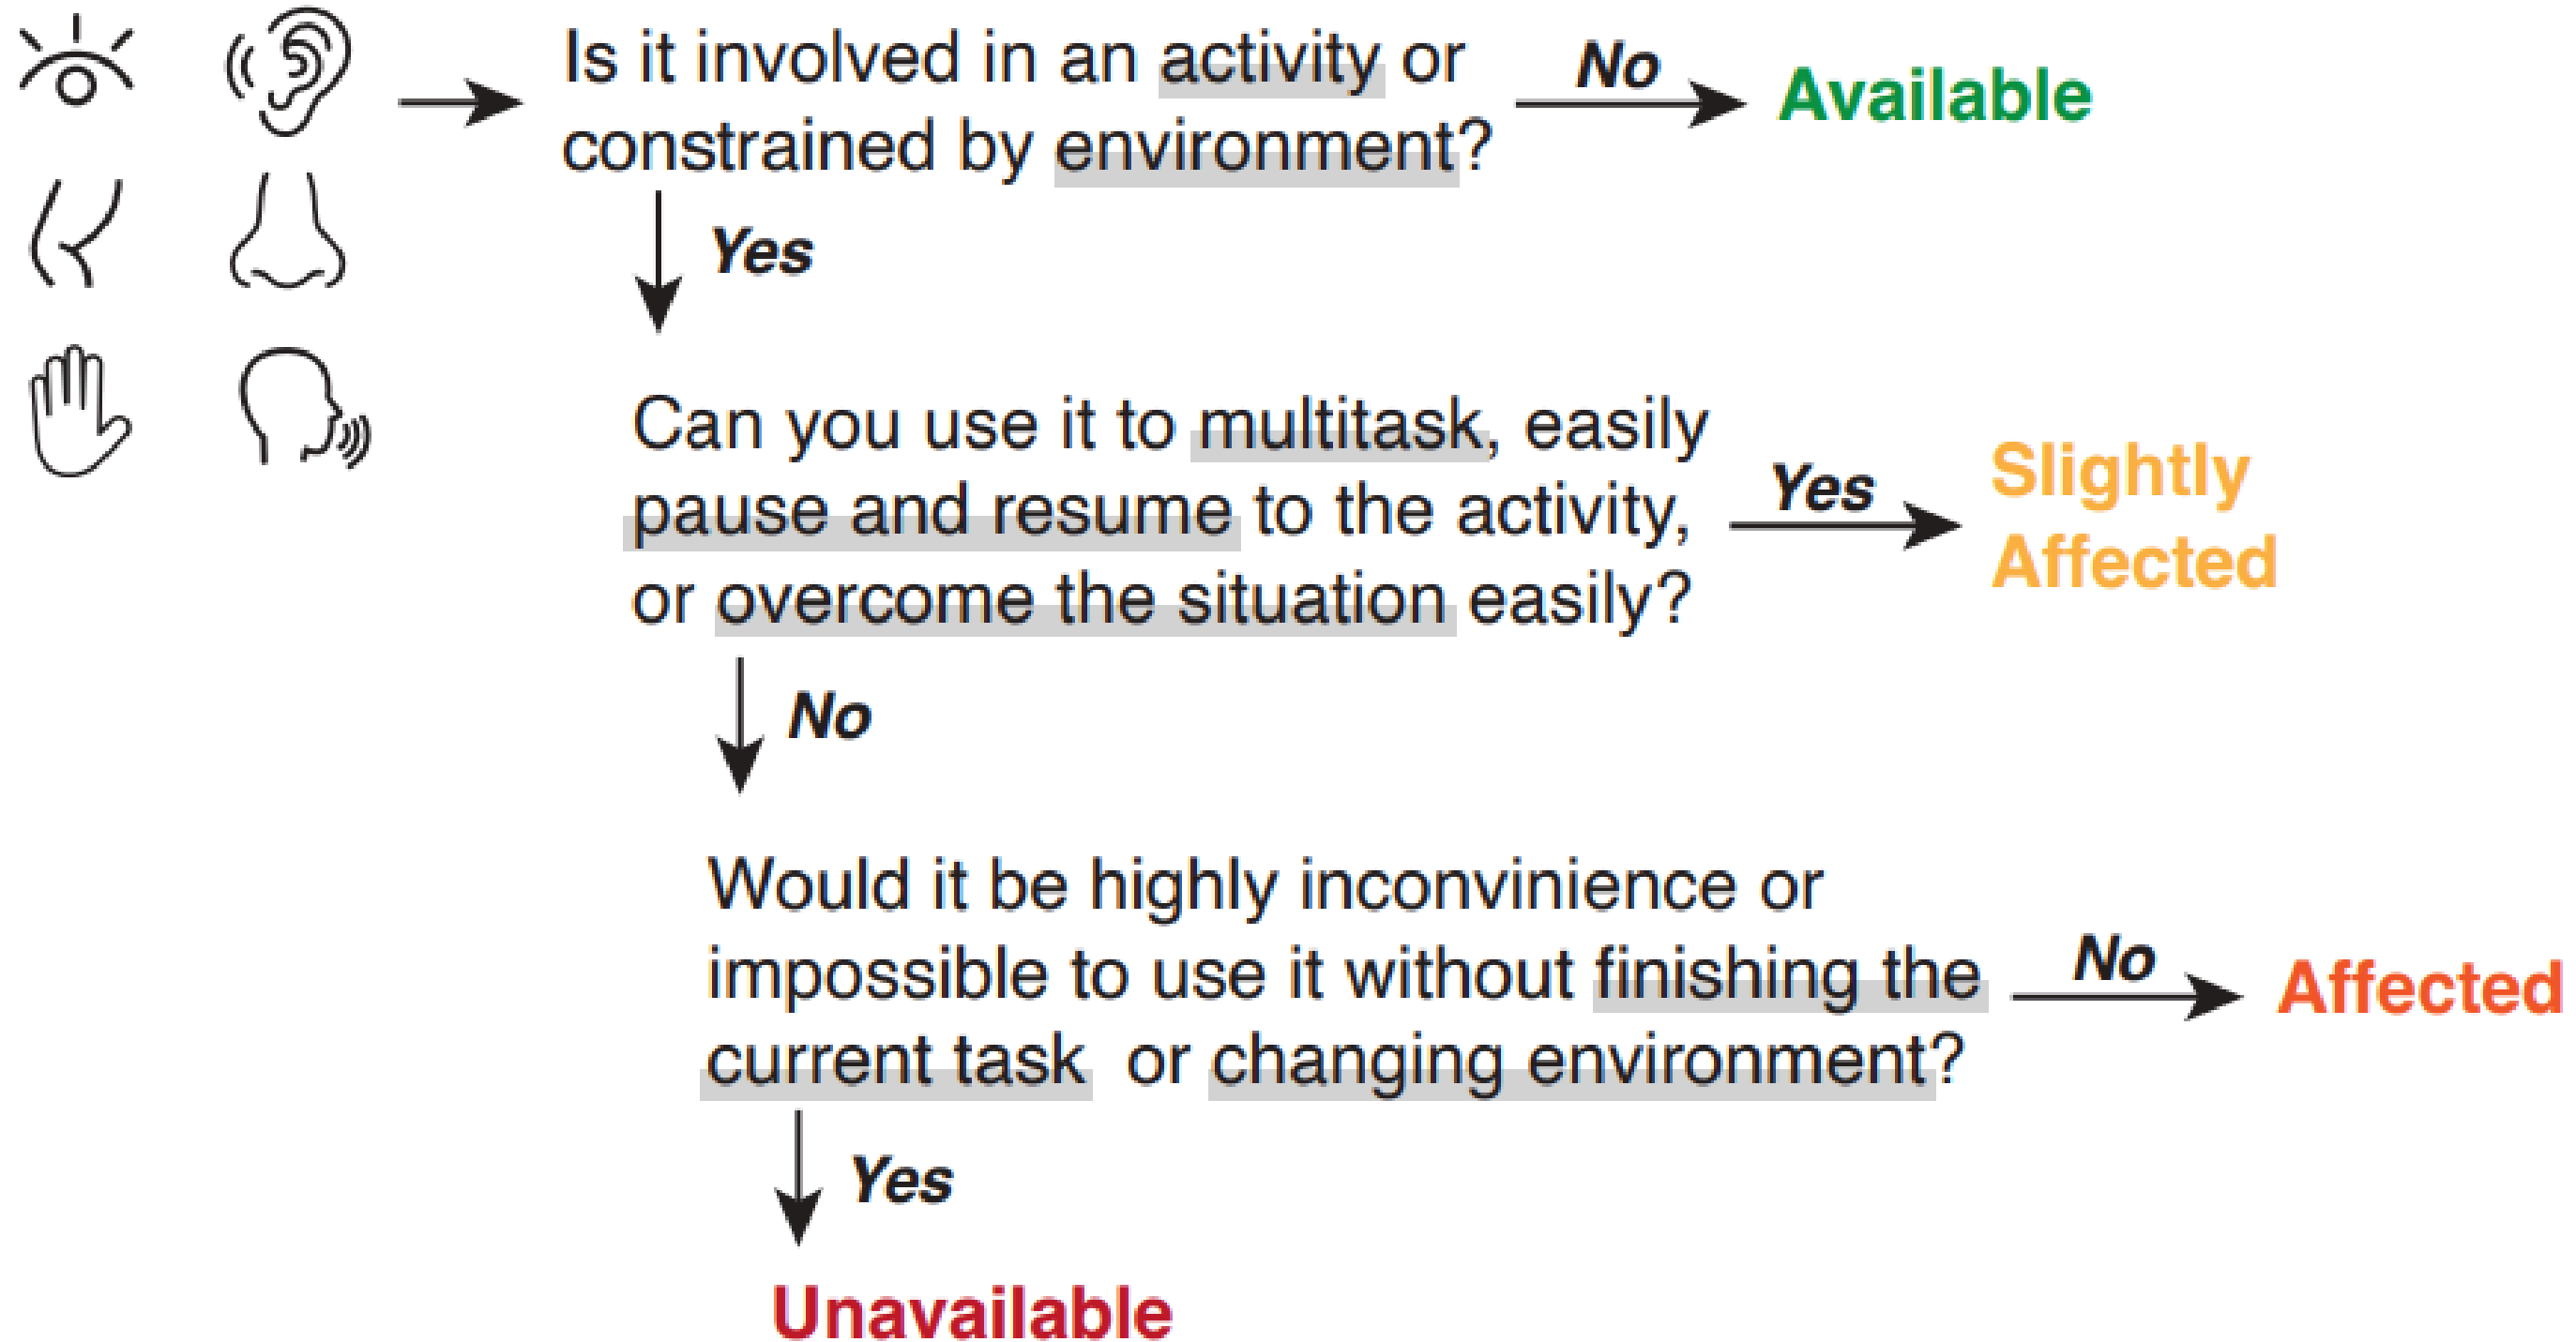 Is it involved in an activity or
constrained by environment?
No
Available
Yes
Can you use it to multitask, easily
pause and resume to the activity,
or overcome the situation easily?
Yes
Slightly
Affected
No
Would it be highly inconvinience or
impossible to use it without finishing the
current task or changing environment?
No
Affected
Yes
Unavailable